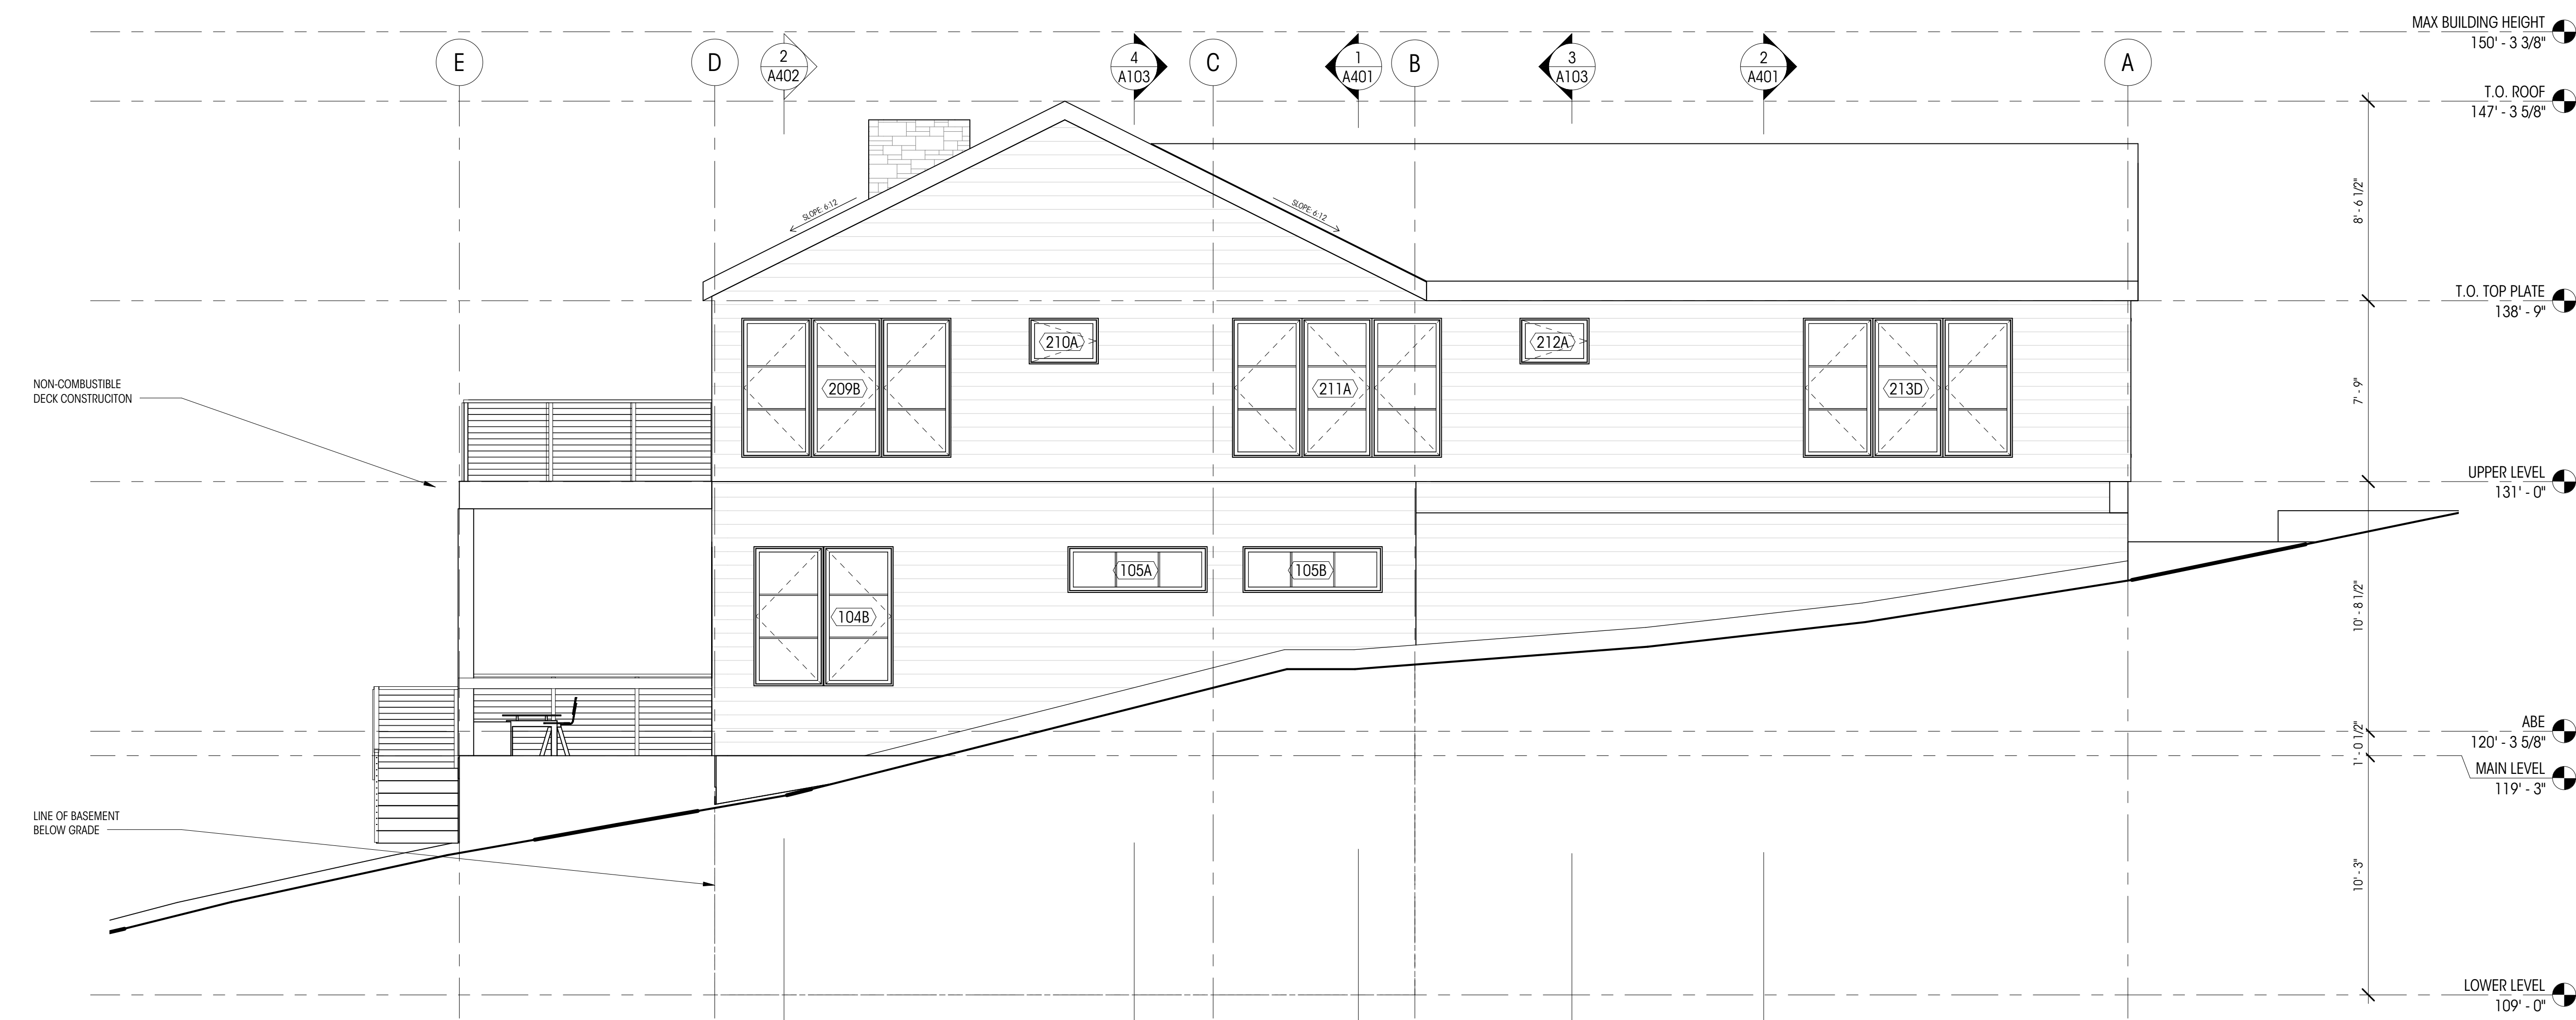 MAX BUILDING HEIGHT
150' - 3 3/8"
E
D
2
A402
4
A103
C
1
A401
B
3
A103
2
A401
A
T.O. ROOF
147' - 3 5/8"
8' - 6 1/2"
SLOPE: 6:12
SLOPE: 6:12
T.O. TOP PLATE
138' - 9"
210A
212A
209B
211A
213D
7' - 9"
NON-COMBUSTIBLE
DECK CONSTRUCITON
UPPER LEVEL
131' - 0"
105A
105B
104B
10' - 8 1/2"
ABE
120' - 3 5/8"
1' - 0 1/2"
MAIN LEVEL
119' - 3"
LINE OF BASEMENT
BELOW GRADE
10' - 3"
LOWER LEVEL
109' - 0"